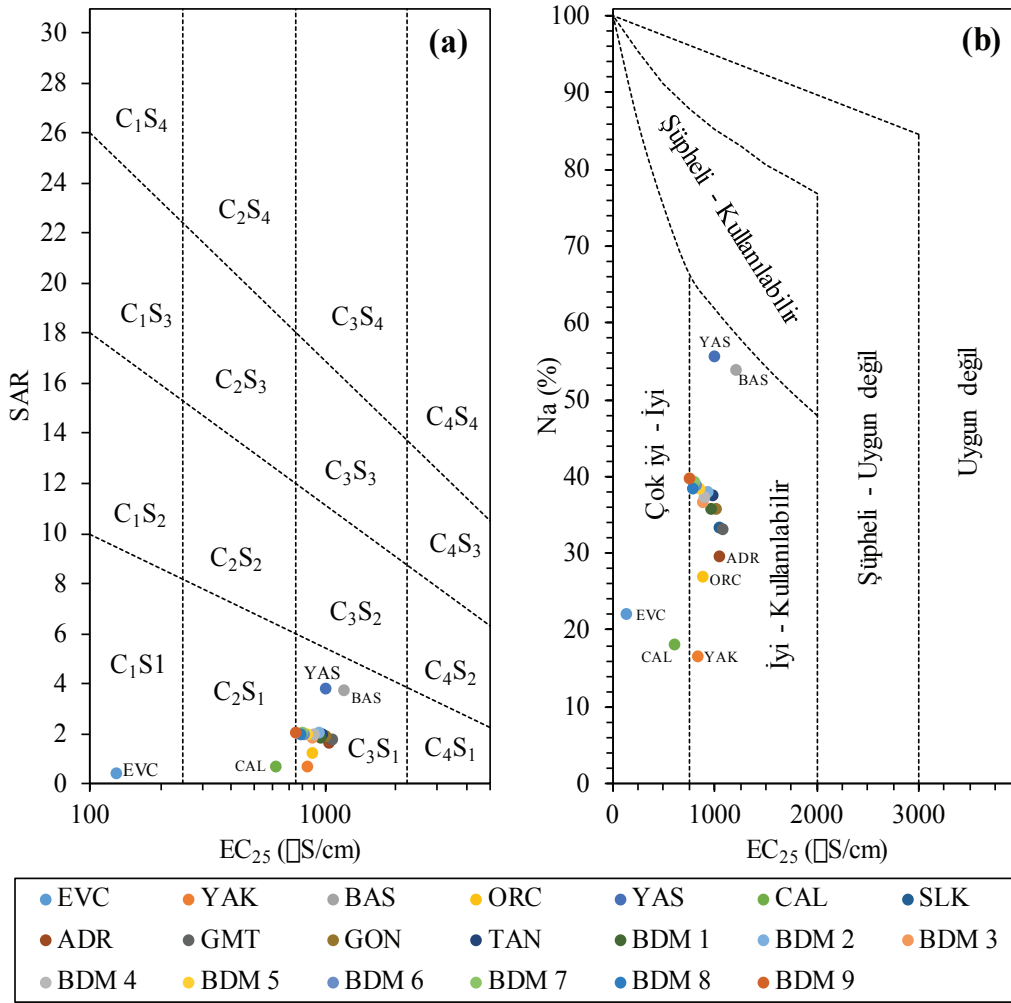 (a)
30
28
26
24
22
20
18
16
14
12
10
8
6
4
2
0
SAR
C₁S₄
C₂S₄
C₃S₄
C₁S₃
C₂S₃
C₄S₄
C₃S₃
C₁S₂
C₂S₂
C₄S₃
C₃S₂
C₁S1
C₂S₁
C₄S₂
C₃S₁
C₄S₁
YAS
BAS
EVC
CAL
100
1000
EC₂₅ (□S/cm)
(b)
100
90
80
70
60
50
40
30
20
10
0
Na (%)
Şüpheli - Kullanılabilir
Çok iyi - İyi
İyi - Kullanılabilir
Şüpheli - Uygun değil
Uygun değil
YAS
BAS
ADR
ORC
EVC
CAL
YAK
0
1000
2000
3000
EC₂₅ (□S/cm)
EVC YAK BAS ORC YAS CAL SLK
ADR GMT GON TAN BDM 1 BDM 2 BDM 3
BDM 4 BDM 5 BDM 6 BDM 7 BDM 8 BDM 9